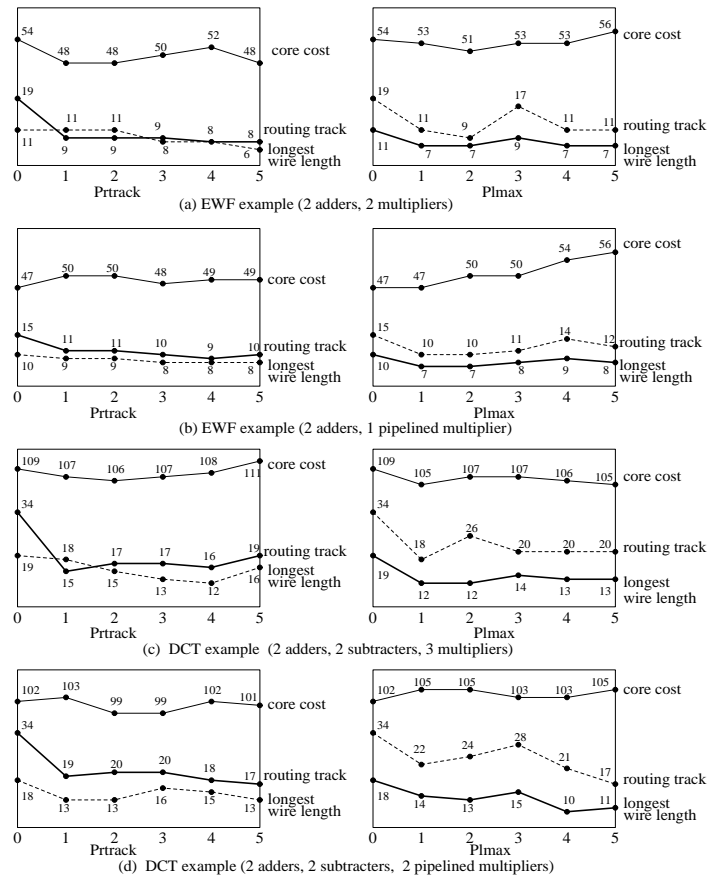 54 48 48 50 52 48 core cost
19 11 11 9 8 8 routing track
11 9 9 8 6 longest
wire length
0 1 2 3 4 5
Prtrack
54 53 51 53 53 56 core cost
19 11 9 17 11 11 routing track
11 7 7 9 7 7 longest
wire length
0 1 2 3 4 5
Plmax
(a) EWF example (2 adders, 2 multipliers)
47 50 50 48 49 49 core cost
15 11 11 10 9 10 routing track
10 9 9 8 8 8 longest
wire length
0 1 2 3 4 5
Prtrack
47 47 50 50 54 56 core cost
15 10 10 11 14 12 routing track
10 7 7 8 9 8 longest
wire length
0 1 2 3 4 5
Plmax
(b) EWF example (2 adders, 1 pipelined multiplier)
109 107 106 107 108 111 core cost
34 18 17 17 16 19 routing track
19 15 15 13 12 16 longest
wire length
0 1 2 3 4 5
Prtrack
109 105 107 107 106 105 core cost
34 18 26 20 20 20 routing track
19 12 12 14 13 13 longest
wire length
0 1 2 3 4 5
Plmax
(c) DCT example (2 adders, 2 subtracters, 3 multipliers)
102 103 99 99 102 101 core cost
34 19 20 20 18 17 routing track
18 13 13 16 15 13 longest
wire length
0 1 2 3 4 5
Prtrack
102 105 105 103 103 105 core cost
34 22 24 28 21 17 routing track
18 14 13 15 10 11 longest
wire length
0 1 2 3 4 5
Plmax
(d) DCT example (2 adders, 2 subtracters, 2 pipelined multipliers)